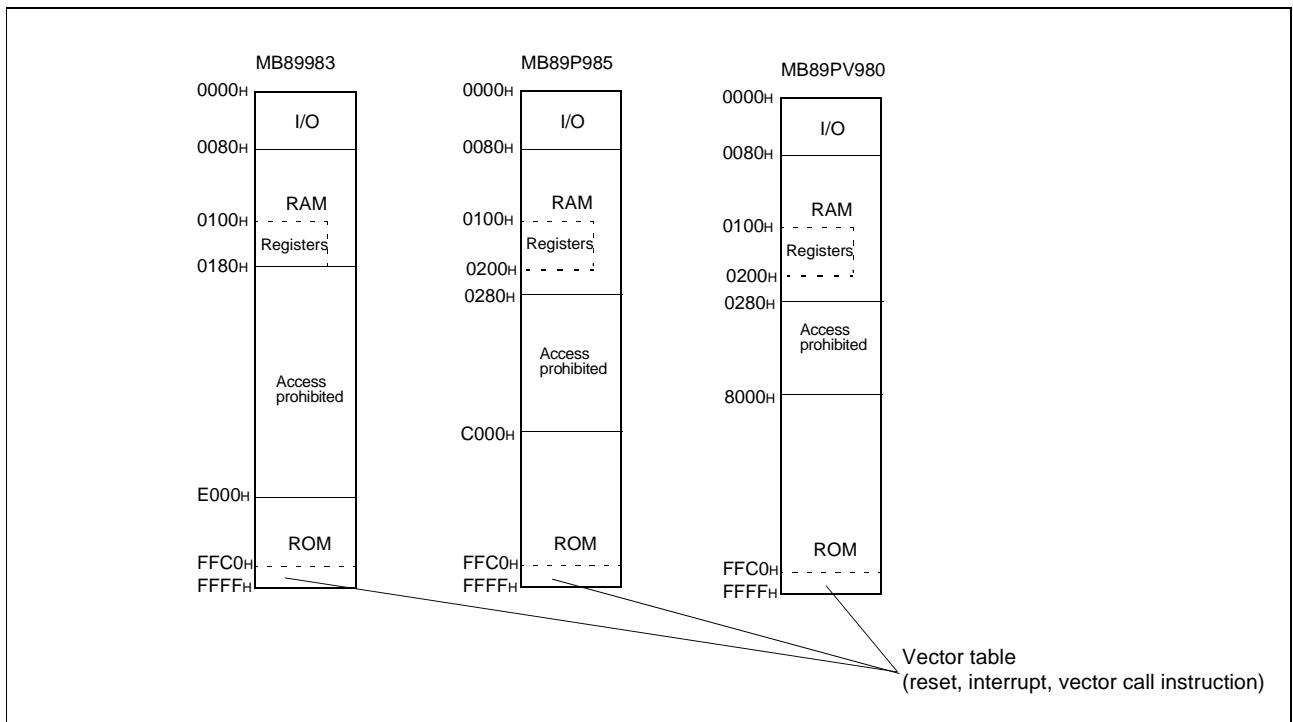 MB89983
0000H
I/O
0080H
RAM
0100H
Registers
0180H
Access
prohibited
E000H
ROM
FFC0H
FFFFH
MB89P985
0000H
I/O
0080H
RAM
0100H
Registers
0200H
0280H
Access
prohibited
C000H
ROM
FFC0H
FFFFH
MB89PV980
0000H
I/O
0080H
RAM
0100H
Registers
0200H
0280H
Access
prohibited
8000H
ROM
FFC0H
FFFFH
Vector table
(reset, interrupt, vector call instruction)